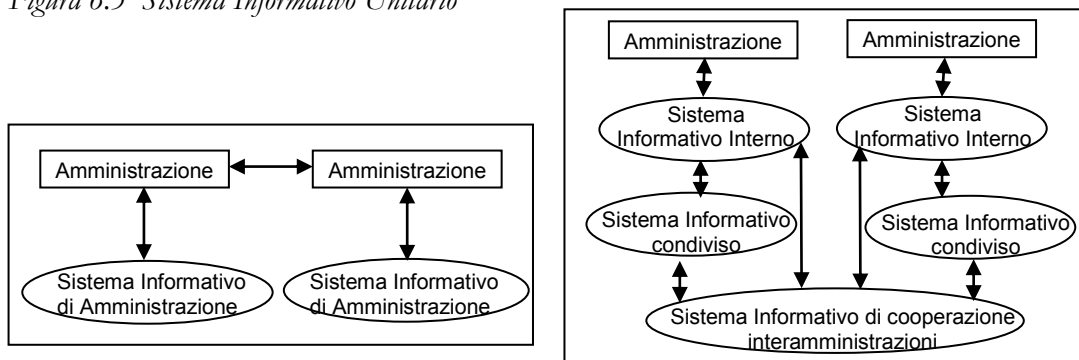 Figura 6.5 Sistema Informativo Unitario
Amministrazione
Amministrazione
Sistema Informativo
di Amministrazione
Sistema Informativo
di Amministrazione
Amministrazione
Amministrazione
Sistema
Informativo Interno
Sistema
Informativo Interno
Sistema Informativo
condiviso
Sistema Informativo
condiviso
Sistema Informativo di cooperazione
interamministrazioni